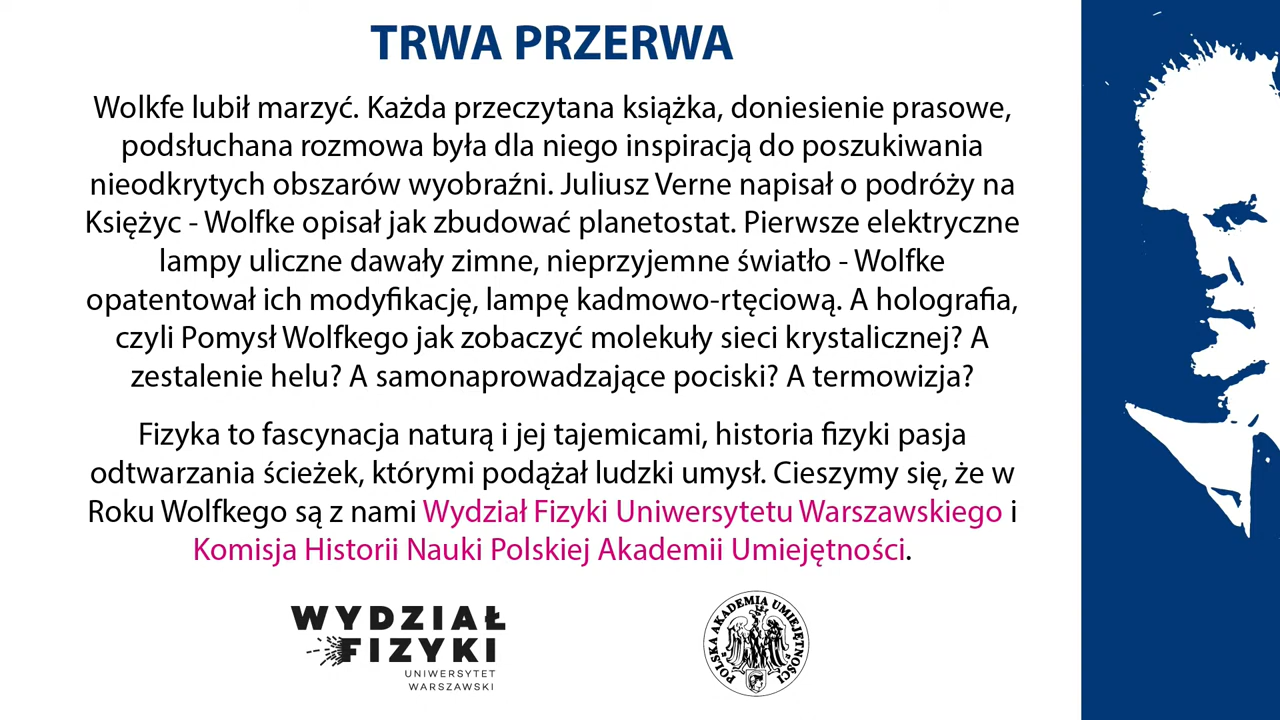 TRWA PRZERWA
Wolkfe lubił marzyć. Każda przeczytana książka, doniesienie prasowe,
podsłuchana rozmowa była dla niego inspiracją do poszukiwania
nieodkrytych obszarów wyobraźni. Juliusz Verne napisał o podróży na
Księżyc - Wolfke opisał jak zbudować planetostat. Pierwsze elektryczne
lampy uliczne dawały zimne, nieprzyjemne światło - Wolfke
opatentował ich modyfikację, lampę kadmowo-rtęciową. A holografia,
czyli Pomysł Wolfkego jak zobaczyć molekuły sieci krystalicznej? A
zestalenie helu? A samonaprowadzające pociski? A termowizja?
Fizyka to fascynacja naturą i jej tajemicami, historia fizyki pasja
odtwarzania ścieżek, którymi podążał ludzki umysł. Cieszymy się, że w
Roku Wolfkego są z nami Wydział Fizyki Uniwersytetu Warszawskiego i
Komisja Historii Nauki Polskiej Akademii Umiejętności.
WYDZIAŁ
FIZYKI
UNIWERSYTET
WARSZAWSKI
POLSKA AKADEMIA UMIEJĘTNOŚCI